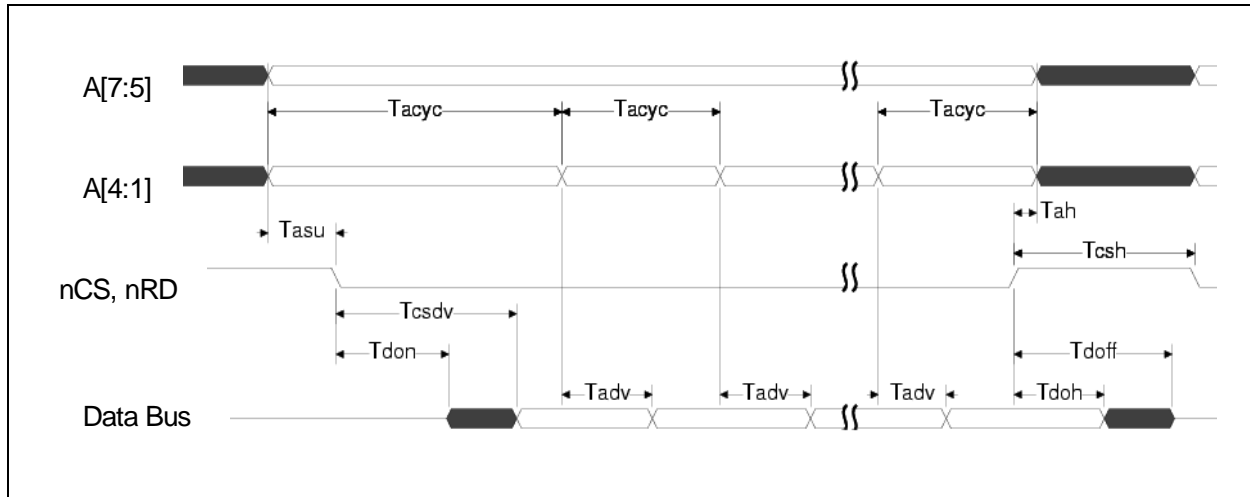 A[7:5]
Tacyc Tacyc Tacyc
A[4:1]
Tasu Tah
Tcsh
nCS, nRD
Tcsdv
Tdon Tdoff
Tadv Tadv Tadv Tdoh
Data Bus